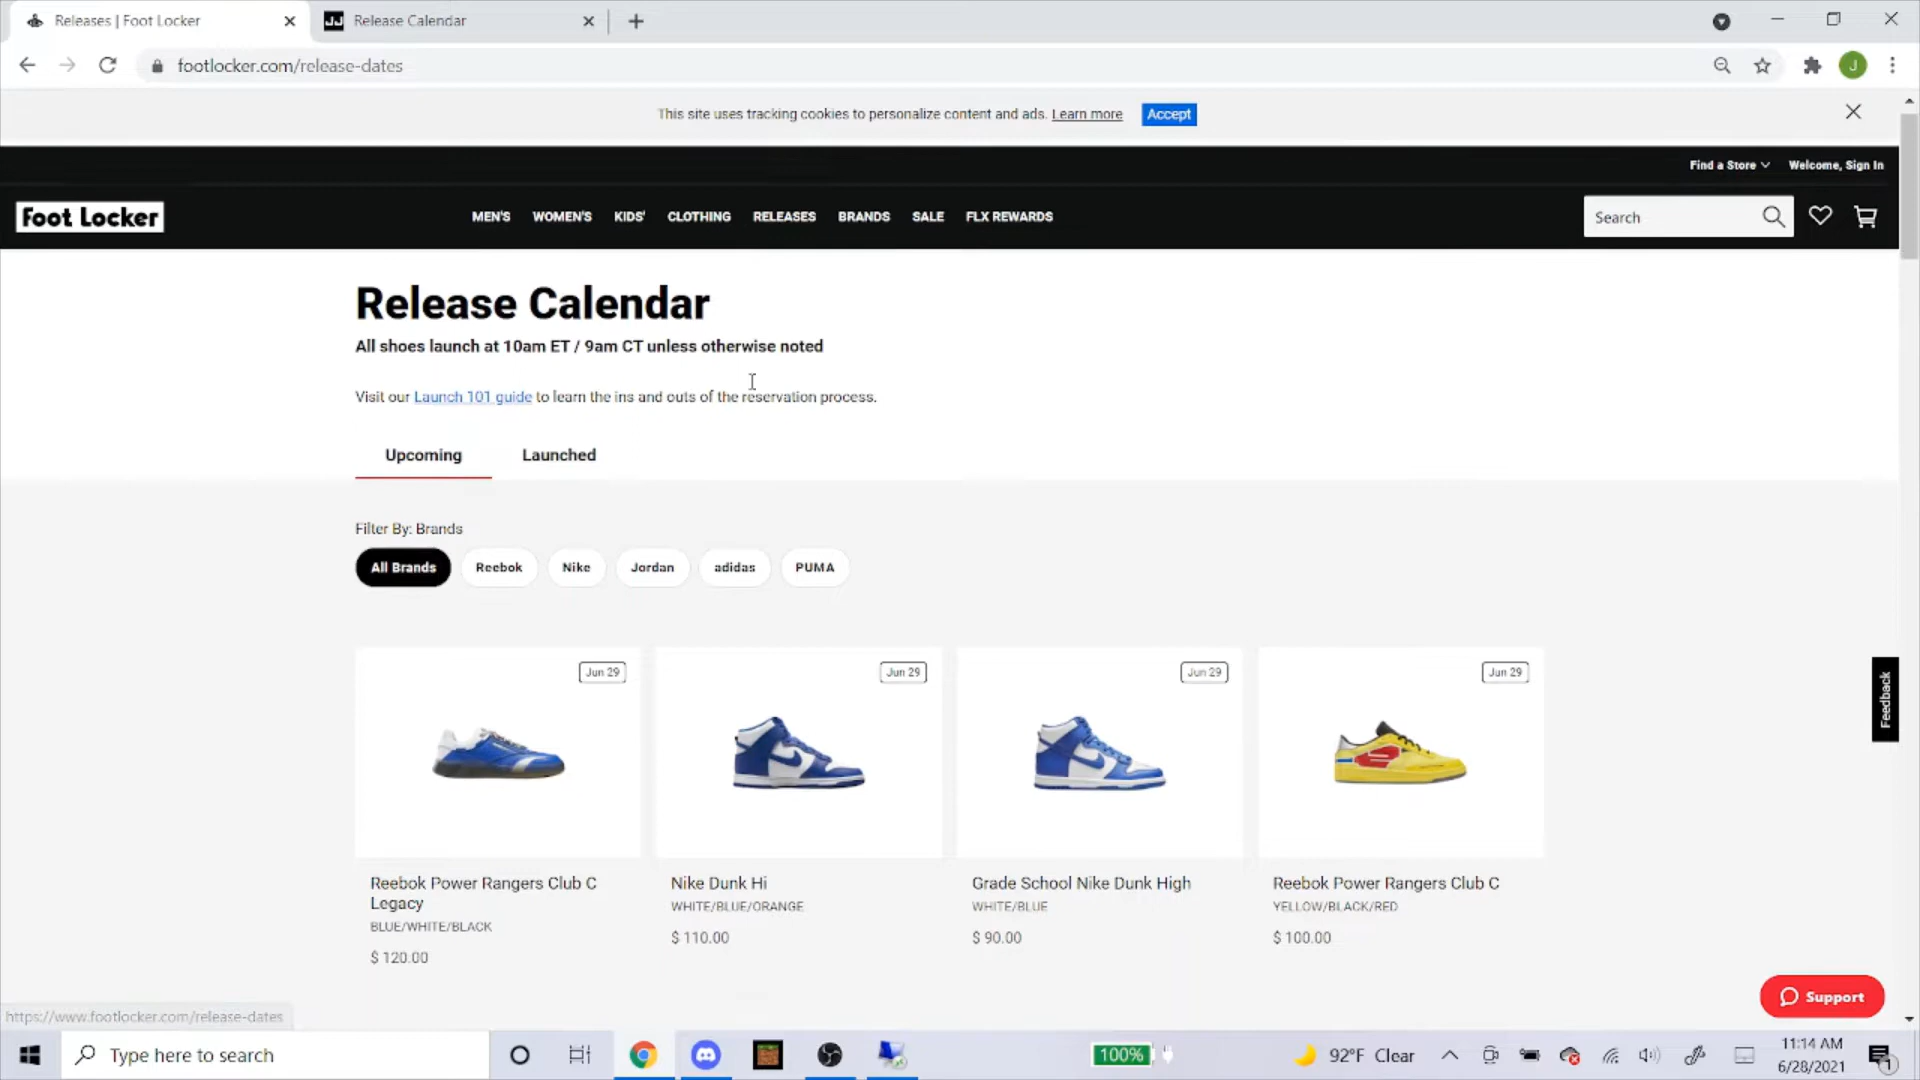 Releases | Foot Locker
JJ Release Calendar
footlocker.com/release-dates
J
This site uses tracking cookies to personalize content and ads. Learn more Accept
Find a Store Welcome, Sign In
Foot Locker MEN'S WOMEN'S KIDS' CLOTHING RELEASES BRANDS SALE FLX REWARDS Search
Release Calendar
All shoes launch at 10am ET / 9am CT unless otherwise noted
Visit our Launch 101 guide to learn the ins and outs of the reservation process.
Upcoming Launched
Filter By: Brands
All Brands Reebok Nike Jordan adidas PUMA
Jun 29 Jun 29 Jun 29 Jun 29
Feedback
Reebok Power Rangers Club C Legacy
BLUE/WHITE/BLACK
$ 120.00
Nike Dunk Hi
WHITE/BLUE/ORANGE
$ 110.00
Grade School Nike Dunk High
WHITE/BLUE
$ 90.00
Reebok Power Rangers Club C
YELLOW/BLACK/RED
$ 100.00
Support
https://www.footlocker.com/release-dates
Type here to search
100%
92°F Clear
11:14 AM
6/28/2021
1